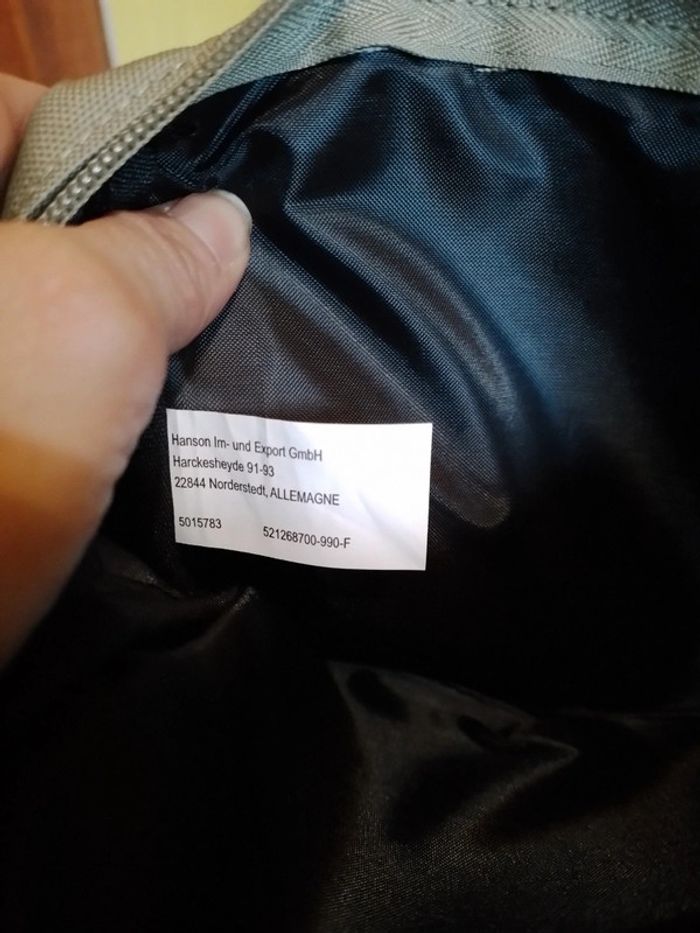 Hanson Im- und Export GmbH
Harckesheyde 91-93
22844 Norderstedt, ALLEMAGNE
5015783 521268700-990-F